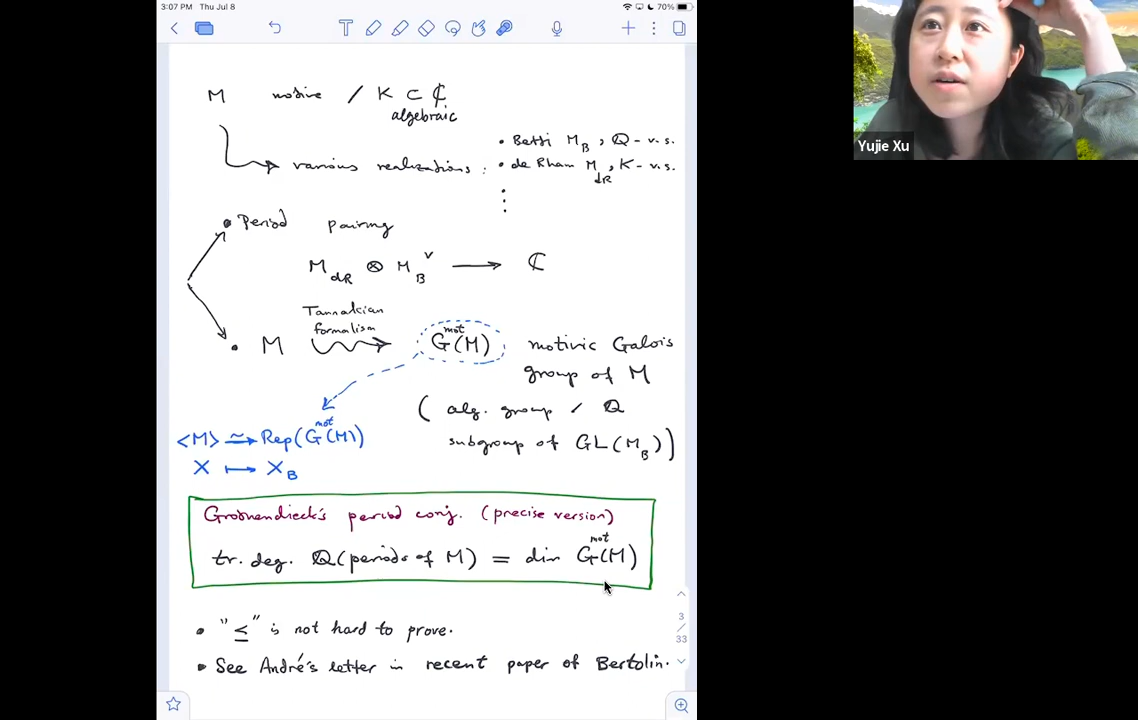 3:07 PM Thu Jul 8
70%
M motive / K ⊂ ℂ
algebraic
• Betti M_B, ℚ-v.s.
various realizations : • de Rham M_dR, K-v.s.
⋮
• Period pairing
M_dR ⊗ M_B^∨ ⟶ ℂ
Tannakian
formalism
• M G^mot(M) motivic Galois
group of M
( alg. group / ℚ
subgroup of GL(M_B))
<M> ≃→ Rep(G^mot(M))
X ↦ X_B
Grothendieck's period conj. (precise version)
tr. deg. ℚ(periods of M) = dim G^mot(M)
• "≤" is not hard to prove.
• See André's letter in recent paper of Bertolin.
3
/
33
Yujie Xu